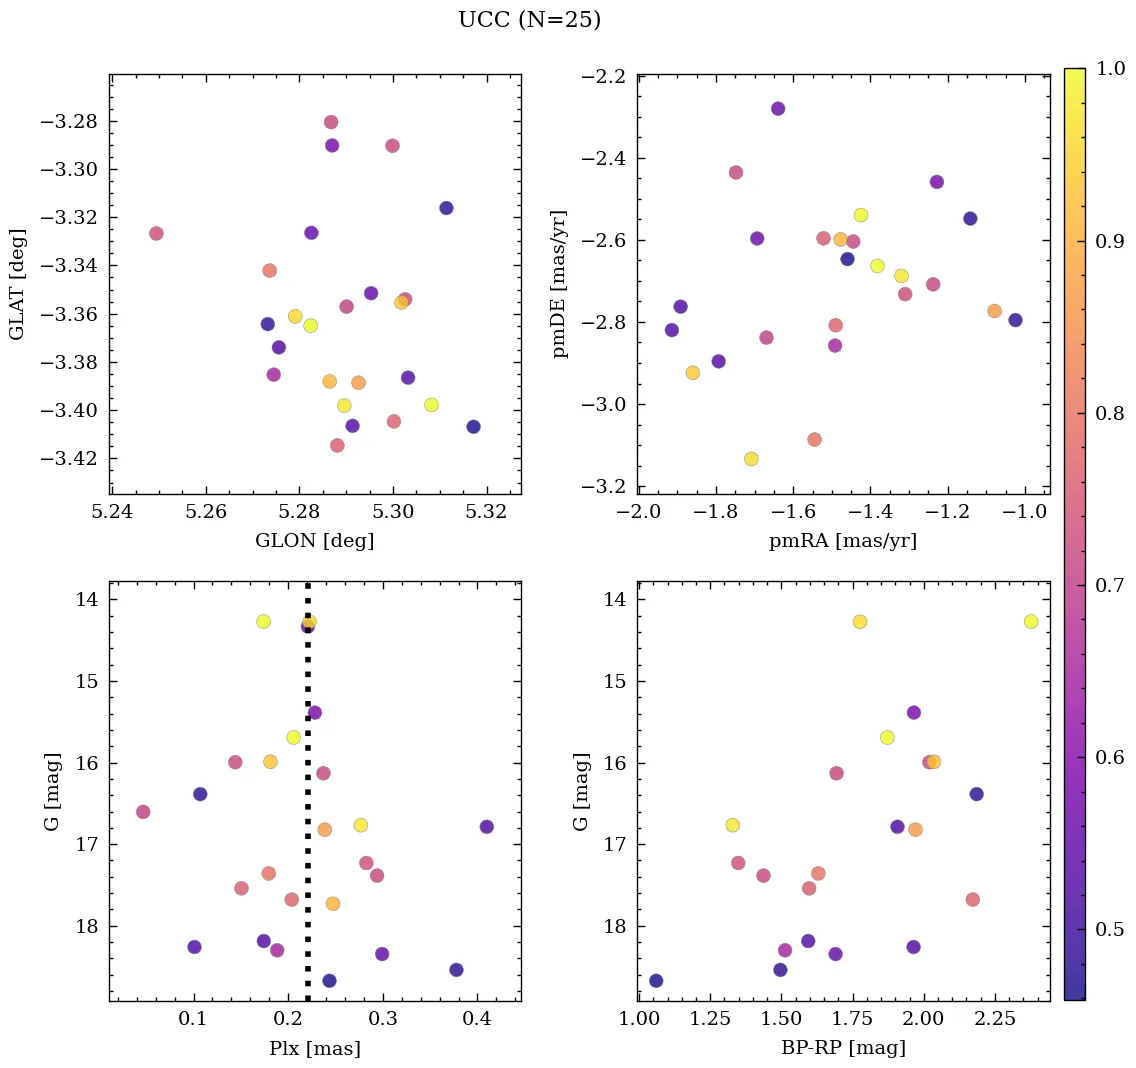 UCC (N=25)
−3.28
−3.30
−3.32
−3.34
−3.36
−3.38
−3.40
−3.42
GLAT [deg]
5.24 5.26 5.28 5.30 5.32
GLON [deg]
−2.2
−2.4
−2.6
−2.8
−3.0
−3.2
pmDE [mas/yr]
−2.0 −1.8 −1.6 −1.4 −1.2 −1.0
pmRA [mas/yr]
14
15
16
17
18
G [mag]
0.1 0.2 0.3 0.4
Plx [mas]
14
15
16
17
18
G [mag]
1.00 1.25 1.50 1.75 2.00 2.25
BP-RP [mag]
1.0
0.9
0.8
0.7
0.6
0.5